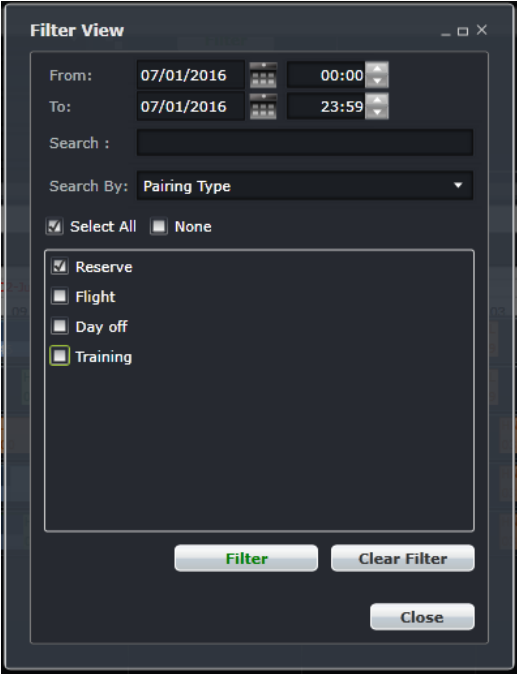 Filter View
From: 07/01/2016 00:00
To: 07/01/2016 23:59
Search :
Search By: Pairing Type
Select All None
Reserve
Flight
Day off
Training
Filter Clear Filter
Close